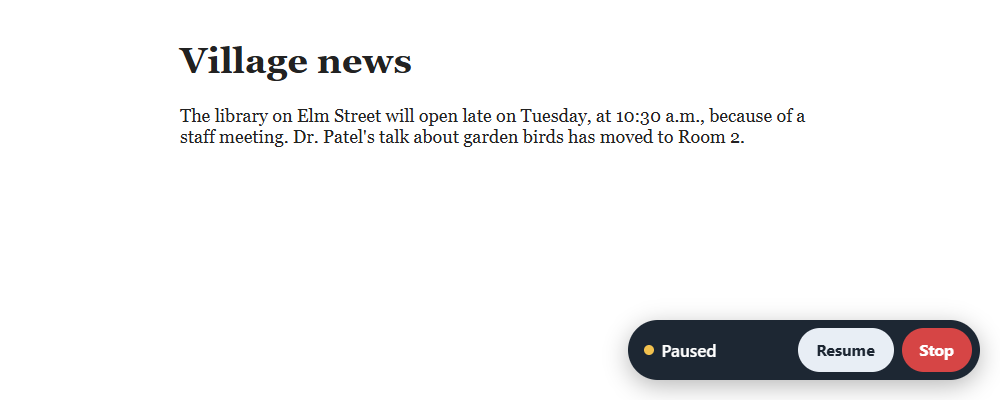 Village news
The library on Elm Street will open late on Tuesday, at 10:30 a.m., because of a
staff meeting. Dr. Patel's talk about garden birds has moved to Room 2.
Paused
Resume
Stop